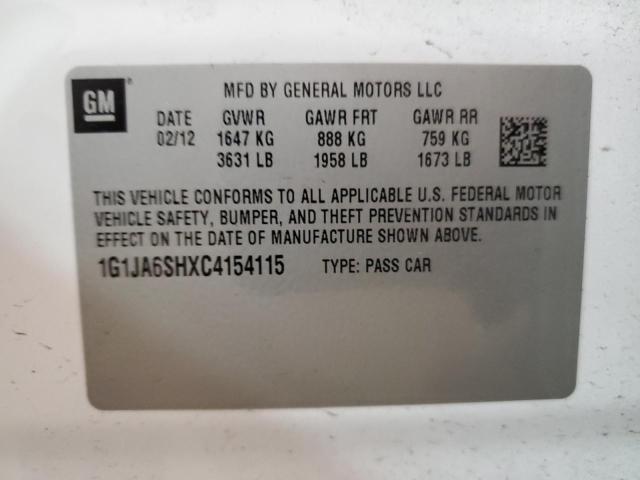 GM
MFD BY GENERAL MOTORS LLC
DATE GVWR GAWR FRT GAWR RR
02/12 1647 KG 888 KG 759 KG
3631 LB 1958 LB 1673 LB
THIS VEHICLE CONFORMS TO ALL APPLICABLE U.S. FEDERAL MOTOR
VEHICLE SAFETY, BUMPER, AND THEFT PREVENTION STANDARDS IN
EFFECT ON THE DATE OF MANUFACTURE SHOWN ABOVE.
1G1JA6SHXC4154115 TYPE: PASS CAR